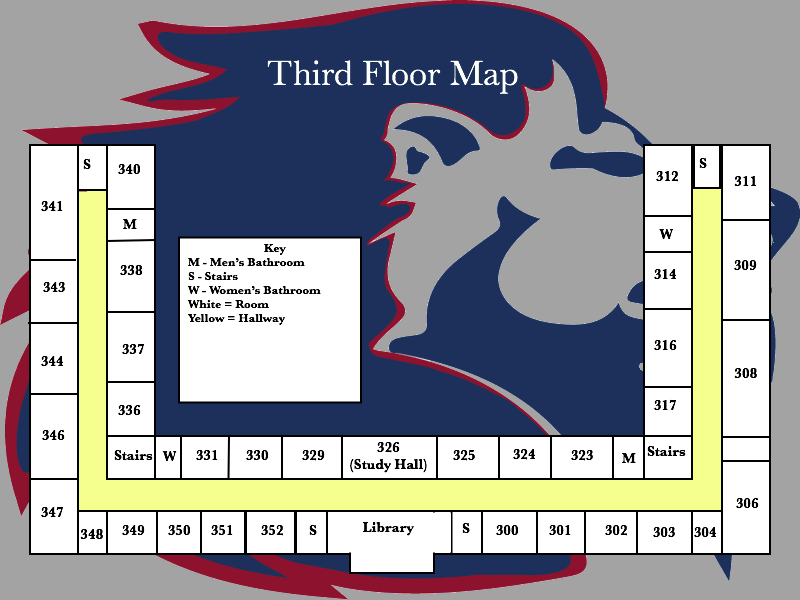 Third Floor Map
S
340
312
S
311
341
M
W
338
Key
M - Men's Bathroom
S - Stairs
W - Women's Bathroom
White = Room
Yellow = Hallway
314
309
343
337
316
344
308
336
317
346
Stairs
W
331
330
329
326
(Study Hall)
325
324
323
M
Stairs
347
348
349
350
351
352
S
Library
S
300
301
302
303
304
306